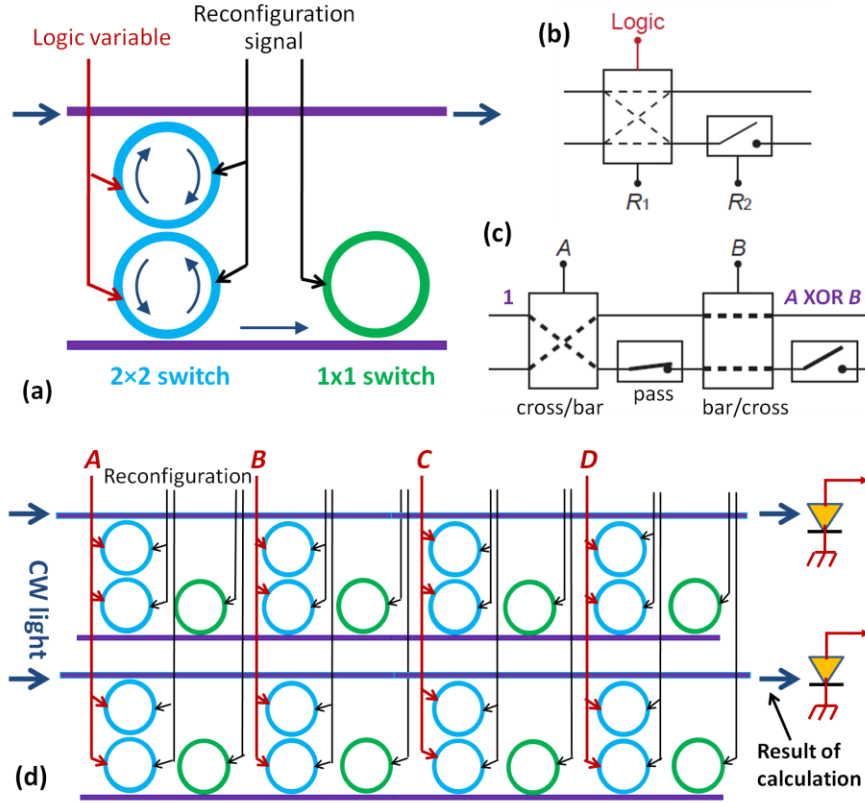 Logic variable
Reconfiguration
signal
2×2 switch
1x1 switch
(a)
(b)
Logic
R1
R2
(c)
A
B
1
A XOR B
cross/bar
pass
bar/cross
A
Reconfiguration
B
C
D
CW light
Result of
calculation
(d)